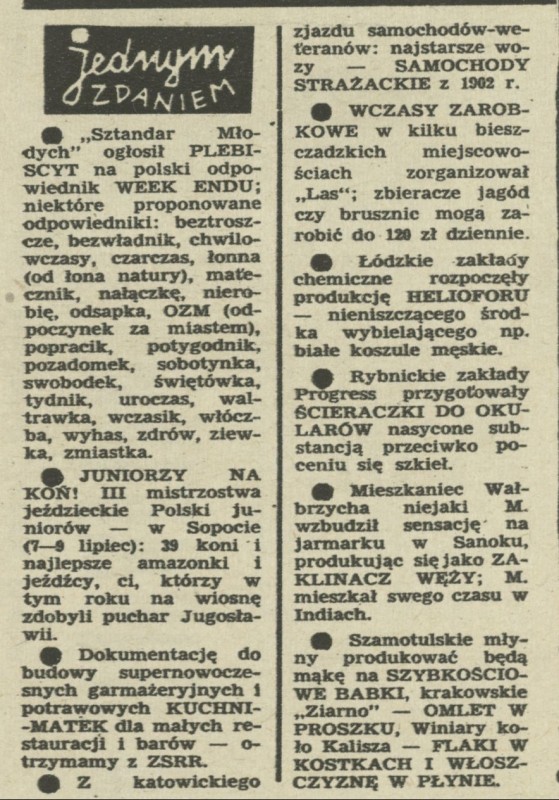 jednym
ZDANIEM
● „Sztandar Mło-
dych” ogłosił PLEBI-
SCYT na polski odpo-
wiednik WEEK ENDU;
niektóre proponowane
odpowiedniki: beztrosz-
cze, bezwładnik, chwilo-
wczasy, czarczas, łonna
(od łona natury), mate-
cznik, nałączkę, niero-
bię, odsapka, OZM (od-
poczynek za miastem),
popracik, potygodnik,
pozadomek, sobotynka,
swobodek, świętówka,
tydnik, uroczas, wal-
trawka, wczasik, włócz-
ba, wyhas, zdrów, ziew-
ka, zmiastka.
● JUNIORZY NA
KOŃ! III mistrzostwa
jeździeckie Polski ju-
niorów — w Sopocie
(7—9 lipiec): 39 koni i
najlepsze amazonki i
jeźdźcy, ci, którzy w
tym roku na wiosnę
zdobyli puchar Jugosła-
wii.
● Dokumentację do
budowy supernowocze-
snych garmażeryjnych i
potrawowych KUCHNI-
-MATEK dla małych re-
stauracji i barów — o-
trzymamy z ZSRR.
● Z katowickiego
zjazdu samochodów-we-
teranów: najstarsze wo-
zy — SAMOCHODY
STRAŻACKIE z 1902 r.
● WCZASY ZAROB-
KOWE w kilku biesz-
czadzkich miejscowo-
ściach zorganizował
„Las“; zbieracze jagód
czy brusznic mogą za-
robić do 120 zł dziennie.
● Łódzkie zakłady
chemiczne rozpoczęły
produkcję HELIOFORU
— nieniszczącego środ-
ka wybielającego np.
białe koszule męskie.
● Rybnickie zakłady
Progress przygotowały
ŚCIERACZKI DO OKU-
LARÓW nasycone sub-
stancją przeciwko po-
ceniu się szkieł.
● Mieszkaniec Wał-
brzycha niejaki M.
wzbudził sensację na
jarmarku w Sanoku,
produkując się jako ZA-
KLINACZ WĘŻY; M.
mieszkał swego czasu w
Indiach.
● Szamotulskie mły-
ny produkować będą
mąkę na SZYBKOŚCIO-
WE BABKI, krakowskie
„Ziarno” — OMLET W
PROSZKU, Winiary ko-
ło Kalisza — FLAKI W
KOSTKACH I WŁOSZ-
CZYZNĘ W PŁYNIE.